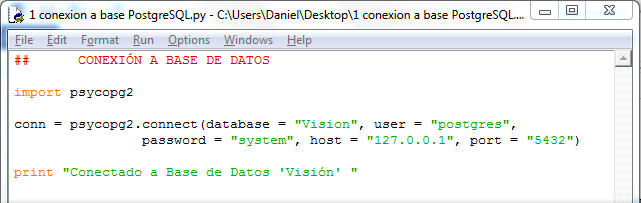 1 conexion a base PostgreSQL.py - C:\Users\Daniel\Desktop\1 conexion a base PostgreSQL....
File Edit Format Run Options Windows Help
## CONEXIÓN A BASE DE DATOS
import psycopg2
conn = psycopg2.connect(database = "Vision", user = "postgres",
password = "system", host = "127.0.0.1", port = "5432")
print "Conectado a Base de Datos 'Visión' "